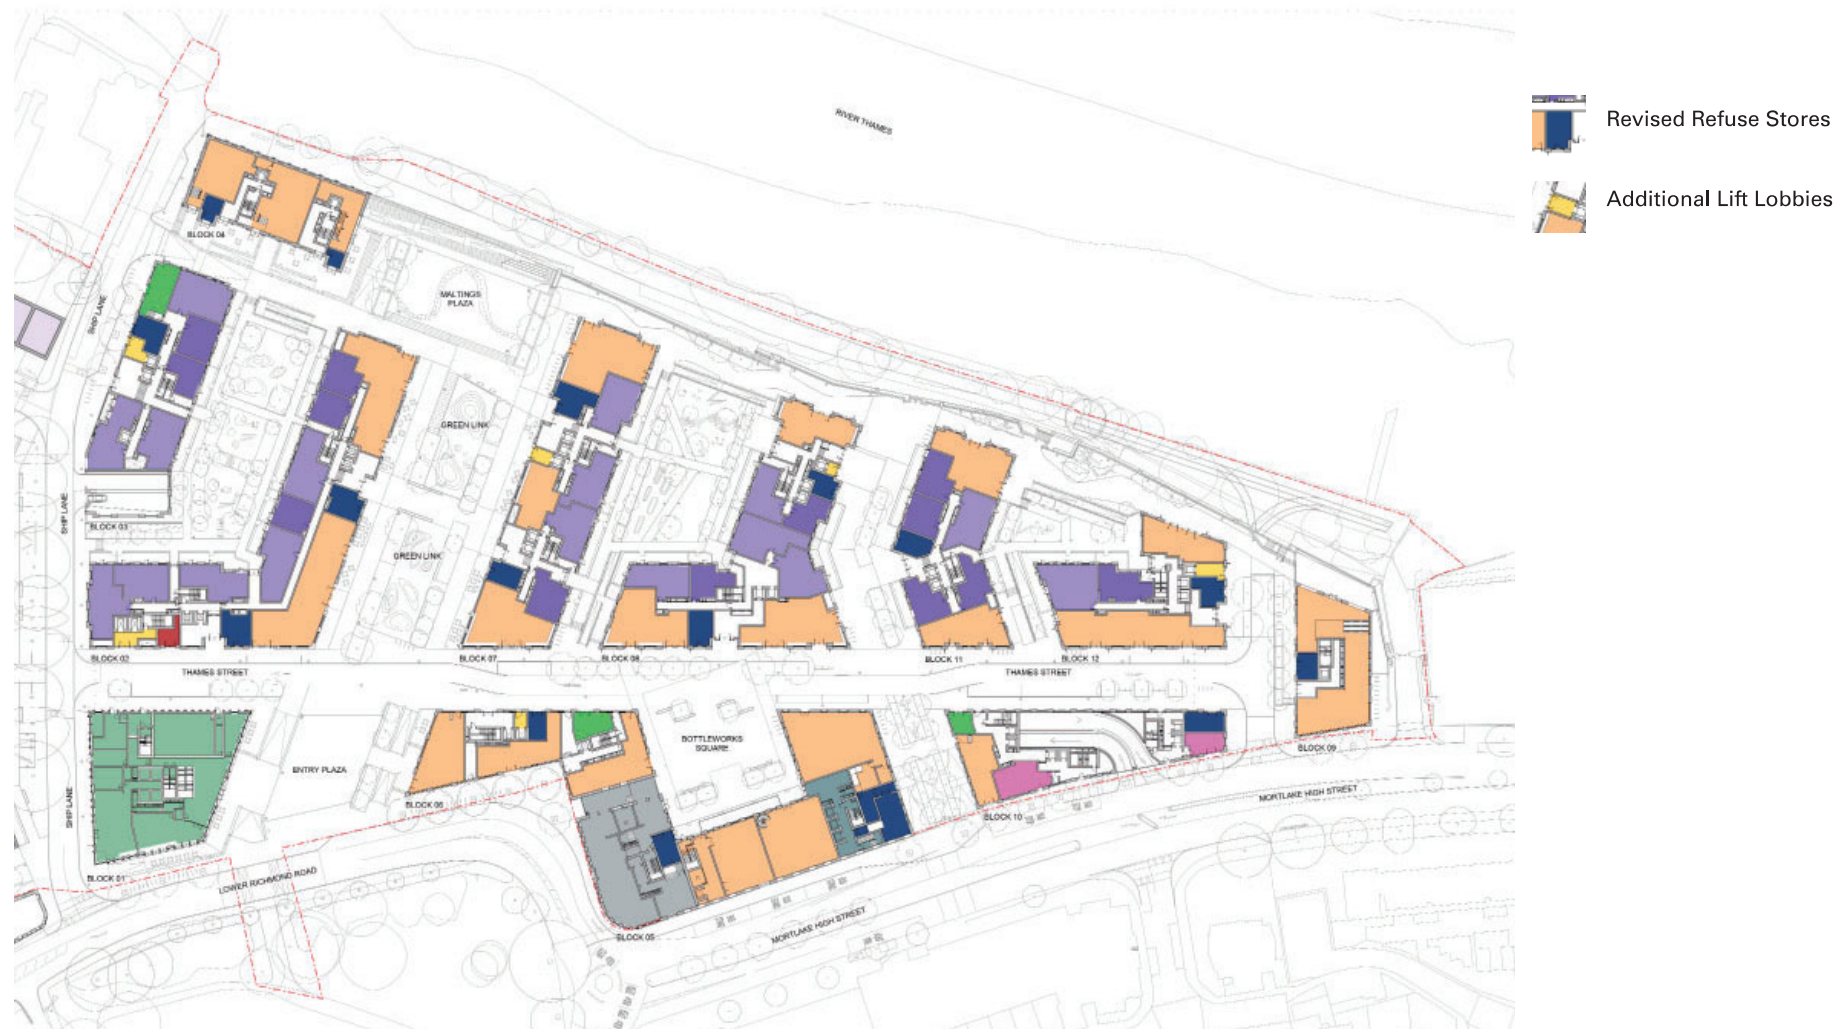 RIVER THAMES
Revised Refuse Stores
Additional Lift Lobbies
BLOCK 04
MALTINGS
PLAZA
SHIP LANE
GREEN LINK
SHIP LANE
BLOCK 03
GREEN LINK
BLOCK 02
BLOCK 07
BLOCK 08
BLOCK 11
BLOCK 12
THAMES STREET
THAMES STREET
BOTTLEWORKS
SQUARE
BLOCK 09
ENTRY PLAZA
SHIP LANE
BLOCK 06
MORTLAKE HIGH STREET
BLOCK 10
BLOCK 01
LOWER RICHMOND ROAD
MORTLAKE HIGH STREET
BLOCK 05